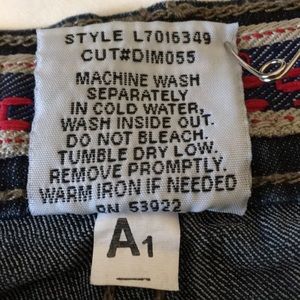 STYLE L7016349
CUT#DIM055
MACHINE WASH
SEPARATELY
IN COLD WATER,
WASH INSIDE OUT.
DO NOT BLEACH.
TUMBLE DRY LOW.
REMOVE PROMPTLY.
WARM IRON IF NEEDED
RN 53922
A1